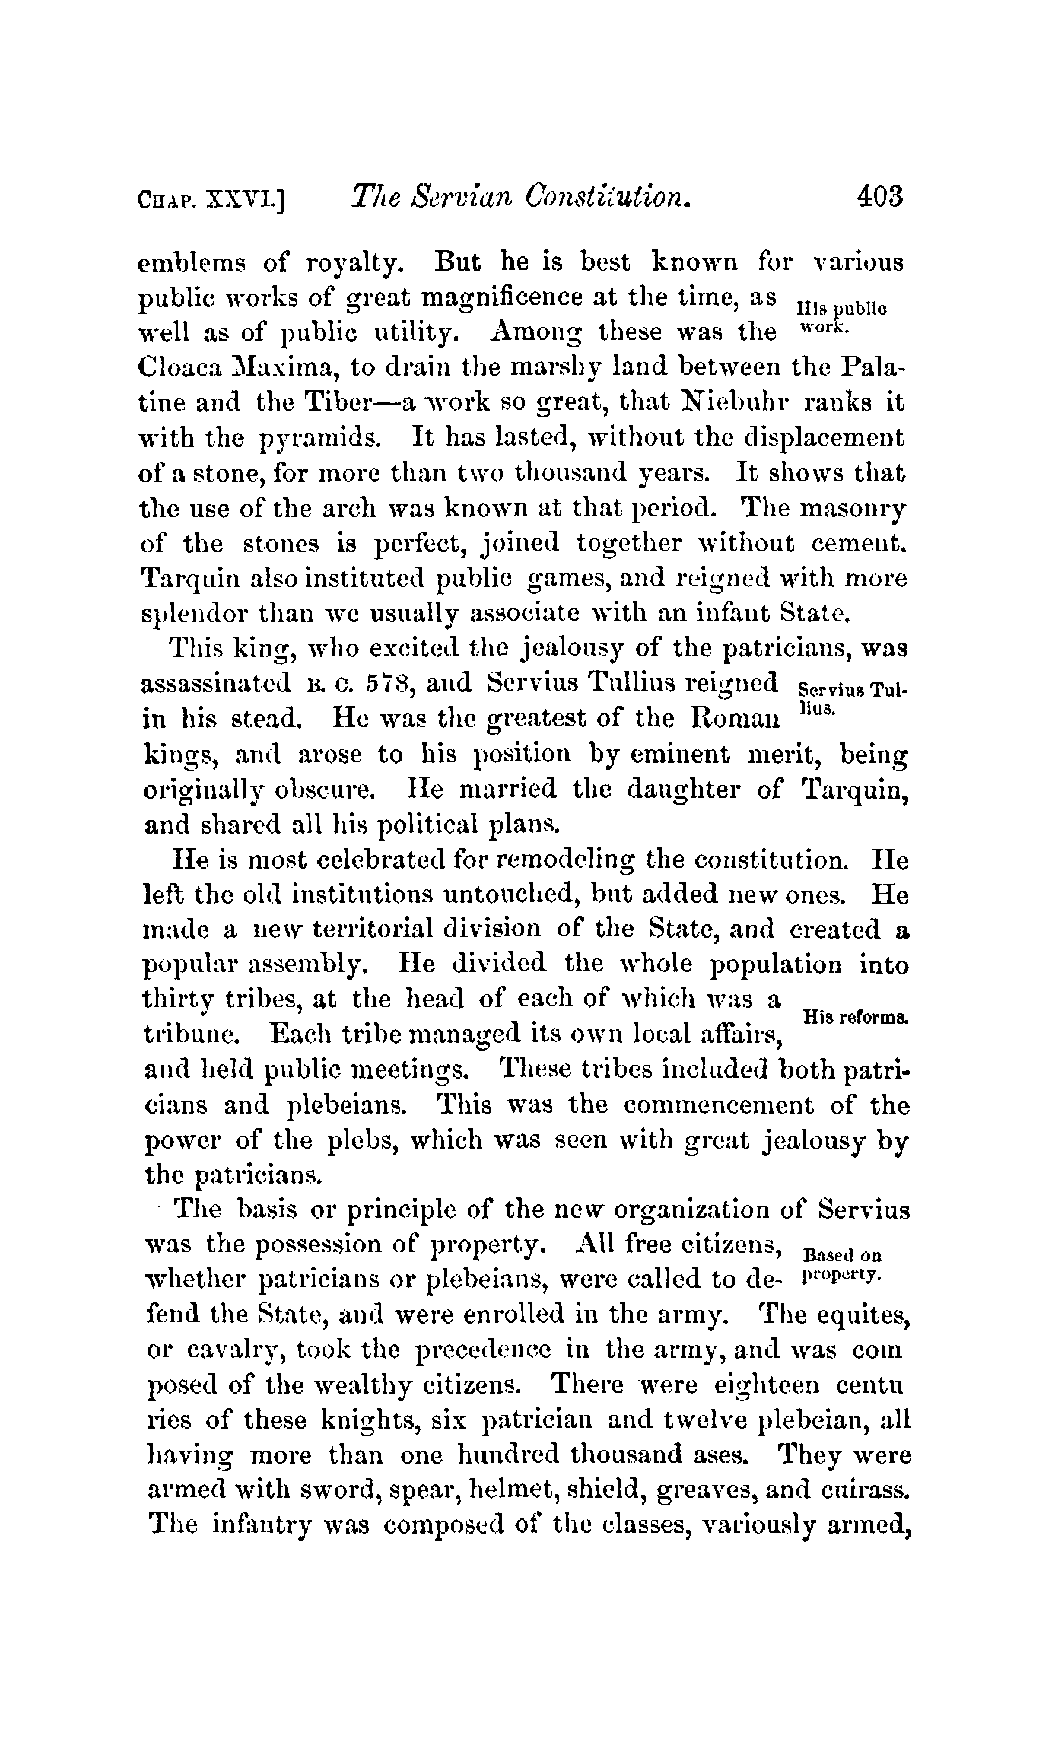 CHAP. XXVI.] The Servian Constitution. 403
emblems of royalty. But he is best known for various
public works of great magnificence at the time, as
His public
well as of public utility. Among these was the
work.
Cloaca Maxima, to drain the marshy land between the Pala-
tine and the Tiber—a work so great, that Niebuhr ranks it
with the pyramids. It has lasted, without the displacement
of a stone, for more than two thousand years. It shows that
the use of the arch was known at that period. The masonry
of the stones is perfect, joined together without cement.
Tarquin also instituted public games, and reigned with more
splendor than we usually associate with an infant State.
This king, who excited the jealousy of the patricians, was
assassinated B. C. 578, and Servius Tullius reigned
Servius Tul-
in his stead. He was the greatest of the Roman
lius.
kings, and arose to his position by eminent merit, being
originally obscure. He married the daughter of Tarquin,
and shared all his political plans.
He is most celebrated for remodeling the constitution. He
left the old institutions untouched, but added new ones. He
made a new territorial division of the State, and created a
popular assembly. He divided the whole population into
thirty tribes, at the head of each of which was a
His reforms.
tribune. Each tribe managed its own local affairs,
and held public meetings. These tribes included both patri-
cians and plebeians. This was the commencement of the
power of the plebs, which was seen with great jealousy by
the patricians.
The basis or principle of the new organization of Servius
was the possession of property. All free citizens,
Based on
whether patricians or plebeians, were called to de-
property.
fend the State, and were enrolled in the army. The equites,
or cavalry, took the precedence in the army, and was com
posed of the wealthy citizens. There were eighteen centu
ries of these knights, six patrician and twelve plebeian, all
having more than one hundred thousand ases. They were
armed with sword, spear, helmet, shield, greaves, and cuirass.
The infantry was composed of the classes, variously armed,